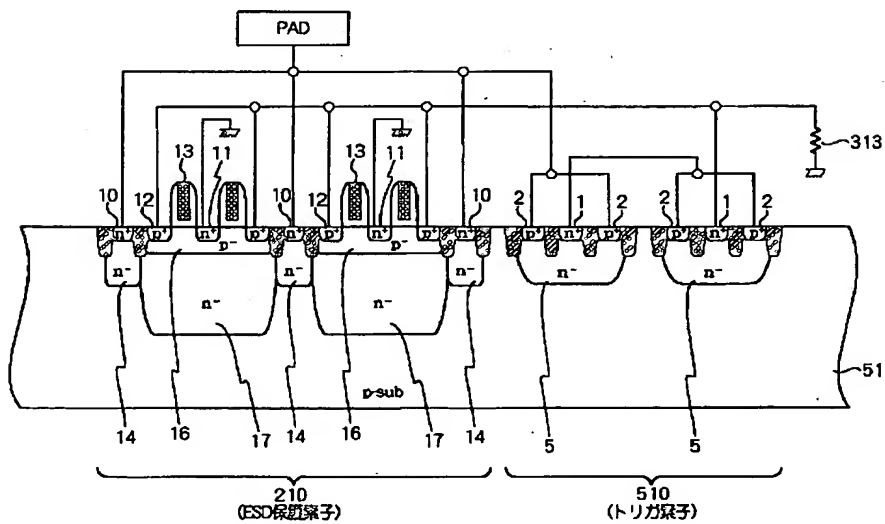 PAD
313
13 11 13 11
10 12 10 12 10 2 1 2 2 1 2
n⁺ p⁺ n⁺ p⁺ n⁺ p⁺ n⁺ p⁺ n⁺ p⁺ n⁺ p⁺ p⁺ n⁺ p⁺
p⁻ p⁻
n⁻ n⁻ n⁻ n⁻ n⁻
n⁻ n⁻
p-sub
51
14 16 17 14 16 17 14 5 5
210 510
(ESD保護素子) (トリガ素子)